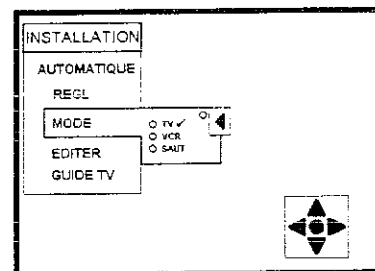 INSTALLATION
AUTOMATIQUE
REGL
MODE
TV ✓
VCR
SAUT
EDITER
GUIDE TV